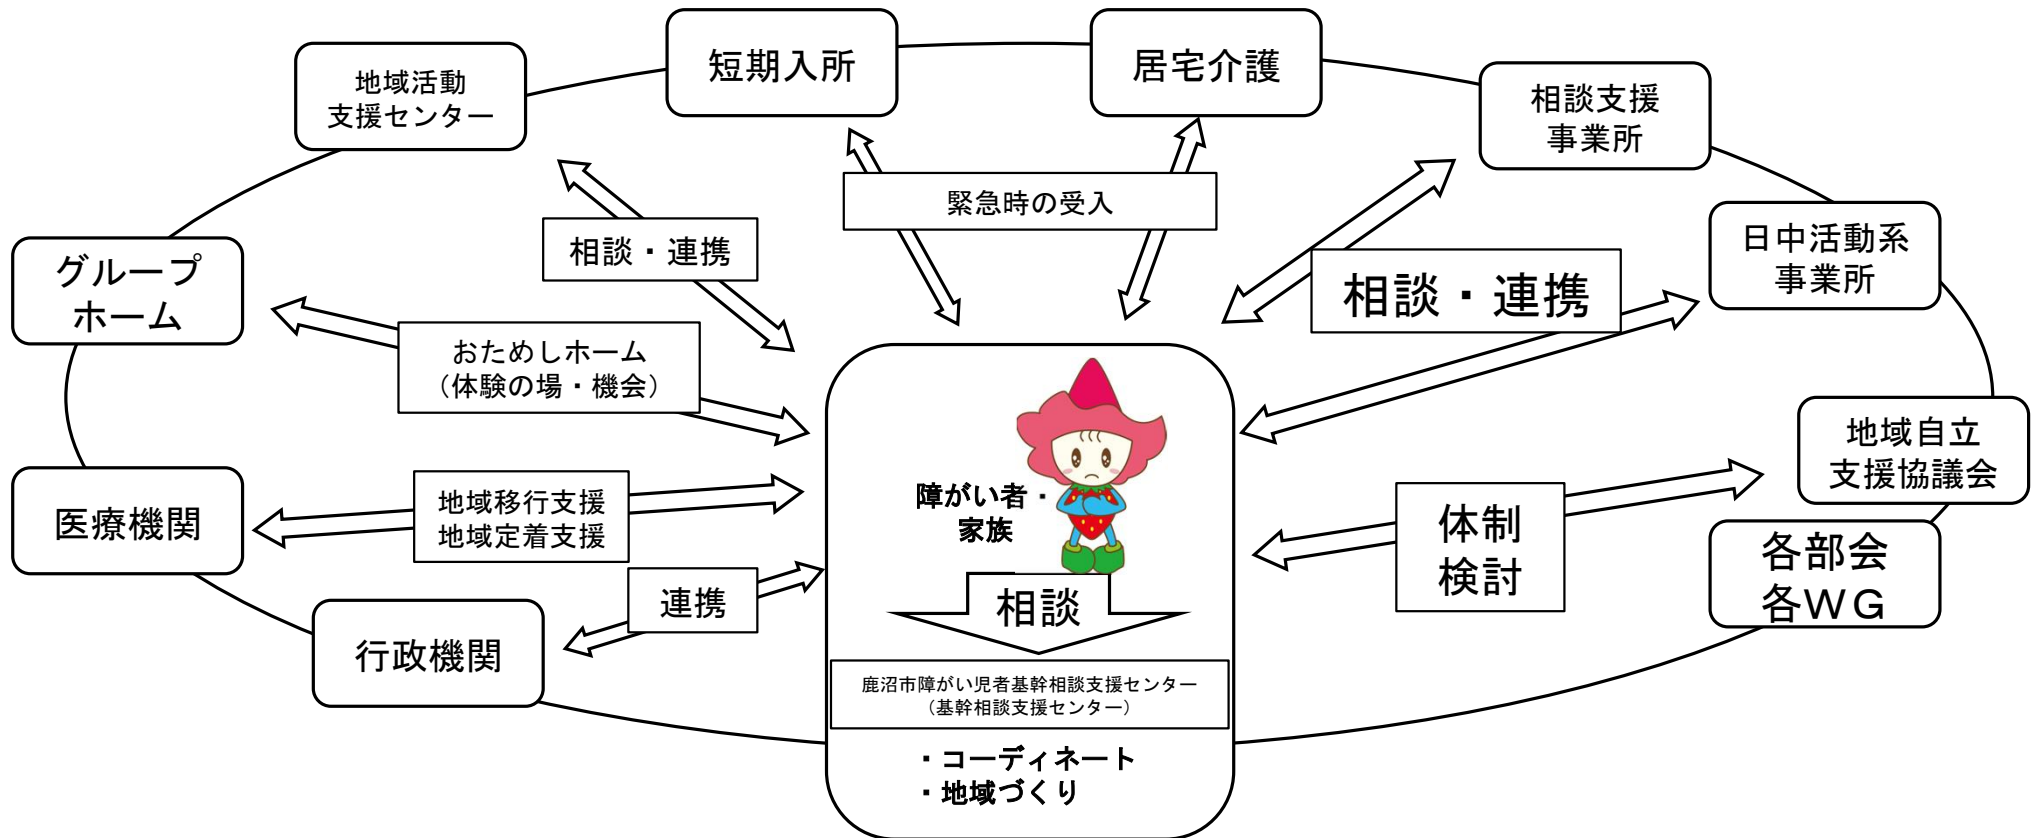 短期入所
居宅介護
地域活動
支援センター
相談支援
事業所
緊急時の受入
日中活動系
事業所
相談・連携
グループ
ホーム
相談・連携
おためしホーム
（体験の場・機会）
地域自立
支援協議会
障がい者・
家族
医療機関
地域移行支援
地域定着支援
体制
検討
各部会
各ＷＧ
連携
相談
行政機関
鹿沼市障がい児者基幹相談支援センター
（基幹相談支援センター）
・コーディネート
・地域づくり